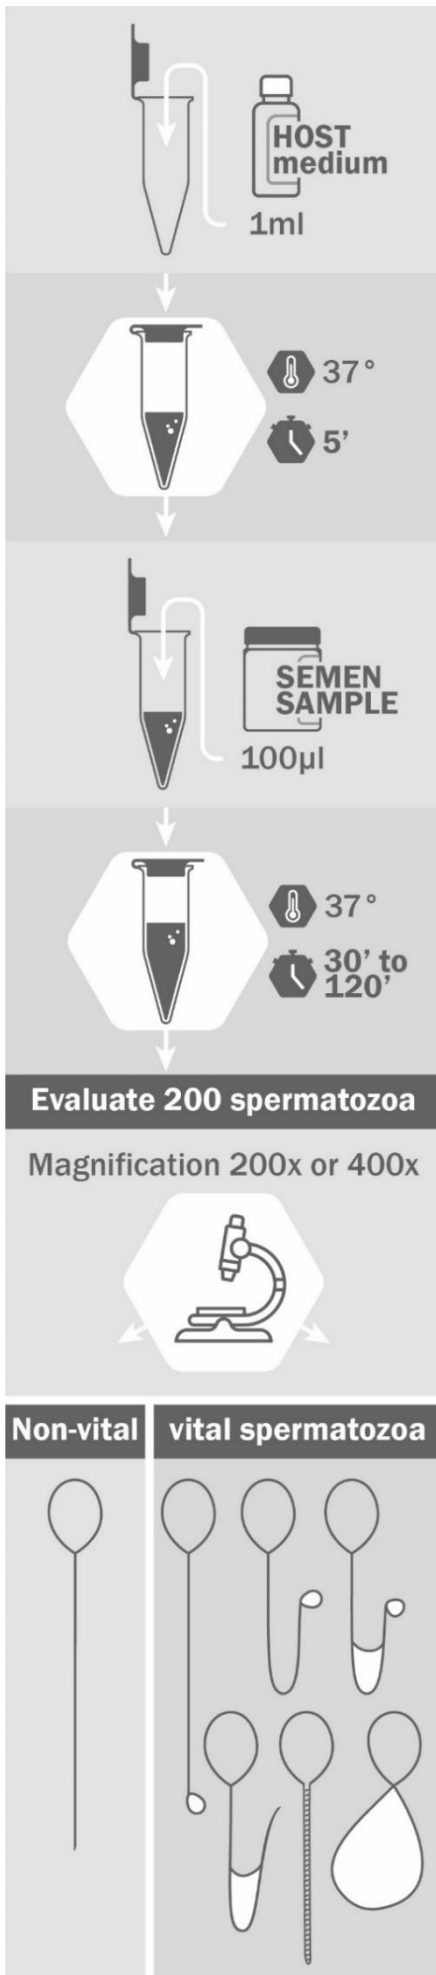 HOST
medium
1ml
37°
5'
SEMEN
SAMPLE
100µl
37°
30' to
120'
Evaluate 200 spermatozoa
Magnification 200x or 400x
Non-vital
vital spermatozoa